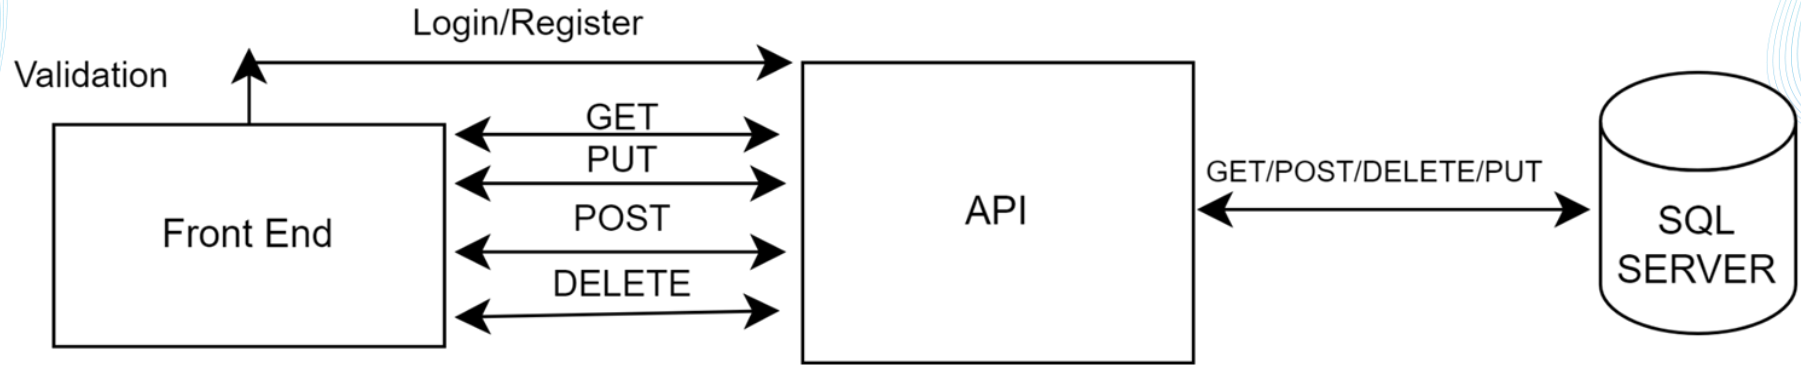 Login/Register
Validation
GET
PUT
POST
DELETE
Front End
API
GET/POST/DELETE/PUT
SQL
SERVER